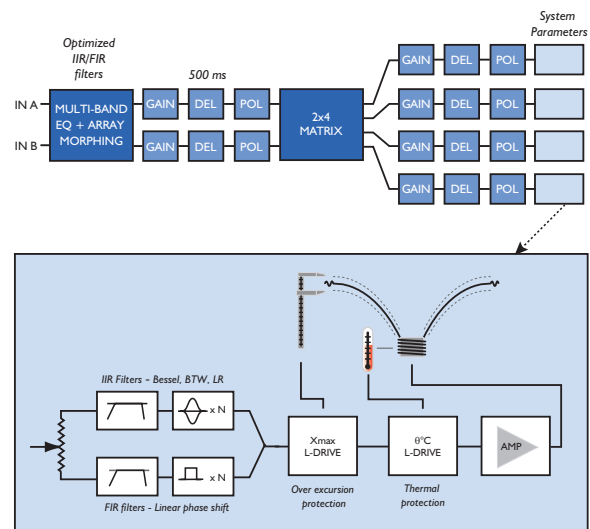 System
Parameters
Optimized
IIR/FIR
filters
500 ms
GAIN
DEL
POL
IN A
IN B
MULTI-BAND
EQ + ARRAY
MORPHING
GAIN
DEL
POL
GAIN
DEL
POL
2x4
MATRIX
GAIN
DEL
POL
GAIN
DEL
POL
GAIN
DEL
POL
IIR Filters – Bessel, BTW, LR
x N
x N
FIR filters - Linear phase shift
Xmax
L-DRIVE
θ°C
L-DRIVE
AMP
Over excursion
protection
Thermal
protection